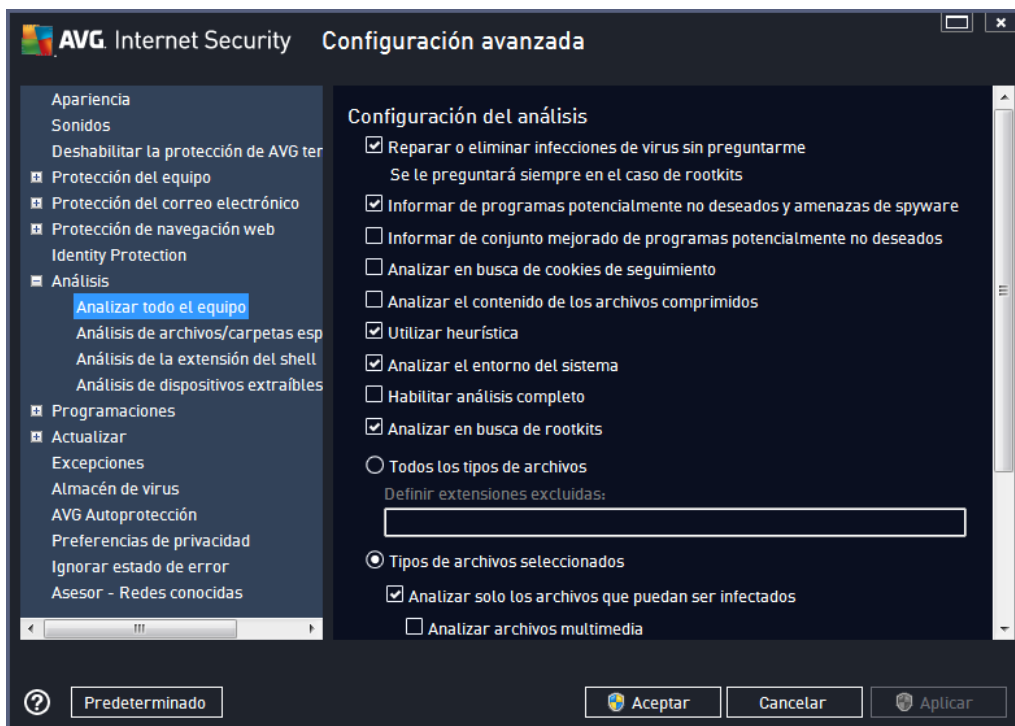 AVG. Internet Security
Configuración avanzada
Apariencia
Sonidos
Deshabilitar la protección de AVG ter
Protección del equipo
Protección del correo electrónico
Protección de navegación web
Identity Protection
Análisis
Analizar todo el equipo
Análisis de archivos/carpetas esp
Análisis de la extensión del shell
Análisis de dispositivos extraíbles
Programaciones
Actualizar
Excepciones
Almacén de virus
AVG Autoprotección
Preferencias de privacidad
Ignorar estado de error
Asesor - Redes conocidas
Configuración del análisis
Reparar o eliminar infecciones de virus sin preguntarme
Se le preguntará siempre en el caso de rootkits
Informar de programas potencialmente no deseados y amenazas de spyware
Informar de conjunto mejorado de programas potencialmente no deseados
Analizar en busca de cookies de seguimiento
Analizar el contenido de los archivos comprimidos
Utilizar heurística
Analizar el entorno del sistema
Habilitar análisis completo
Analizar en busca de rootkits
Todos los tipos de archivos
Definir extensiones excluidas:
Tipos de archivos seleccionados
Analizar solo los archivos que puedan ser infectados
Analizar archivos multimedia
?
Predeterminado
Aceptar
Cancelar
Aplicar